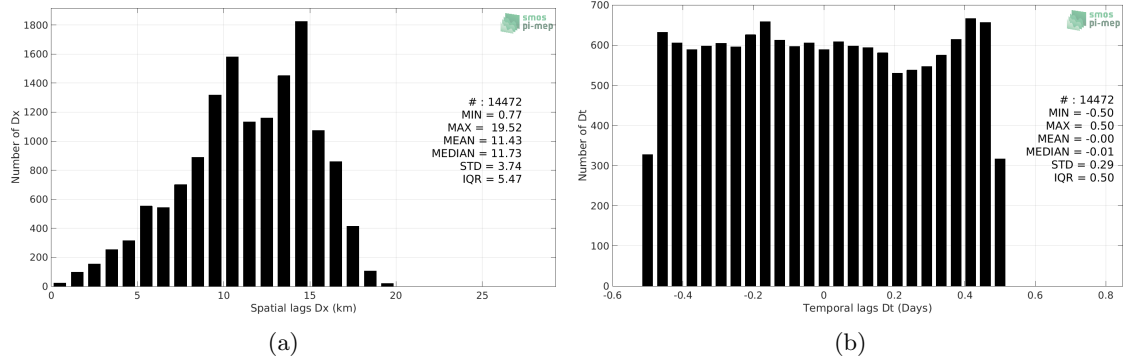 1800
1600
1400
1200
1000
800
600
400
200
0
Number of Dx
smos
pi-mep
# : 14472
MIN = 0.77
MAX = 19.52
MEAN = 11.43
MEDIAN = 11.73
STD = 3.74
IQR = 5.47
0 5 10 15 20 25
Spatial lags Dx (km)
(a)
700
600
500
400
300
200
100
0
Number of Dt
smos
pi-mep
# : 14472
MIN = -0.50
MAX = 0.50
MEAN = -0.00
MEDIAN = -0.01
STD = 0.29
IQR = 0.50
-0.6 -0.4 -0.2 0 0.2 0.4 0.6 0.8
Temporal lags Dt (Days)
(b)